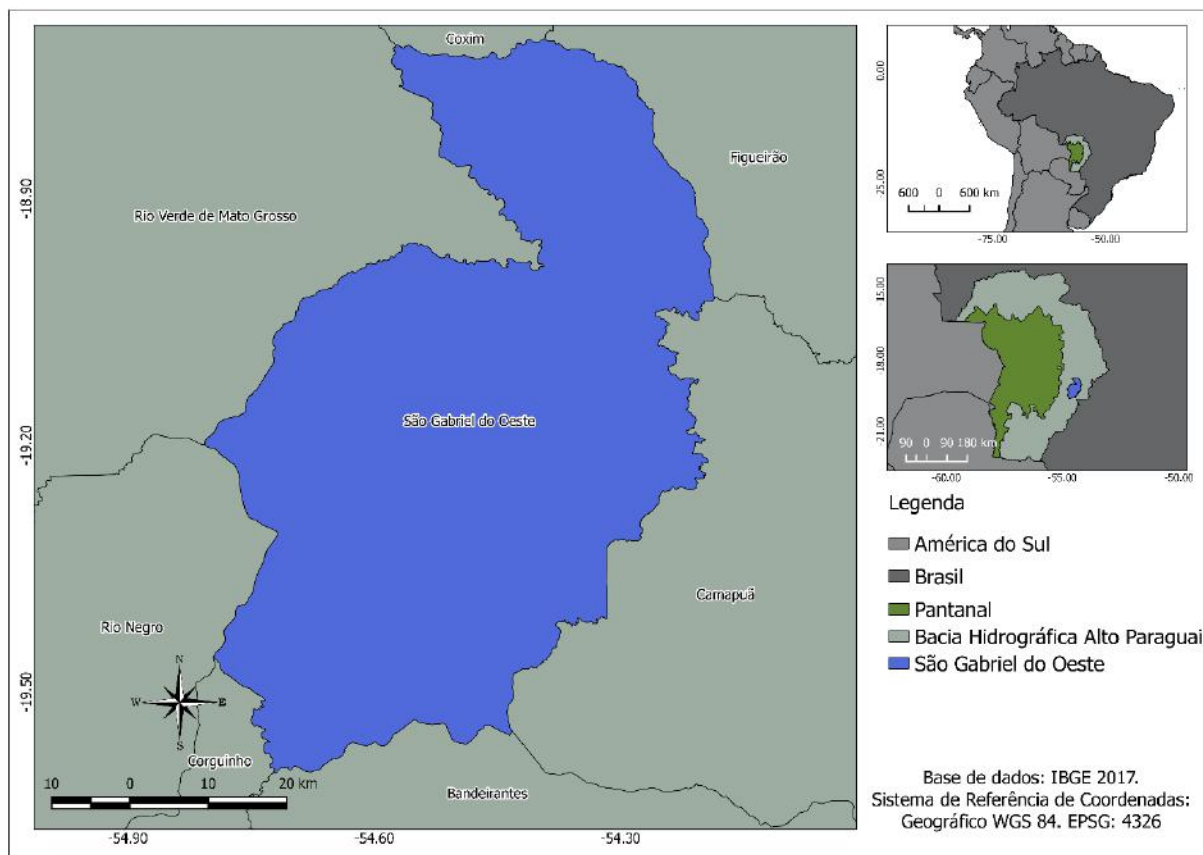 Coxim
Figueirão
Rio Verde de Mato Grosso
São Gabriel do Oeste
Camapuã
Rio Negro
Corguinho
Bandeirantes
N
W
E
S
10 0 10 20 km
-18.90
-19.20
-19.50
-54.90 -54.60 -54.30
0.00
-25.00
600 0 600 km
-75.00 -50.00
-15.00
-18.00
-21.00
90 0 90 180 km
-60.00 -55.00 -50.00
Legenda
América do Sul
Brasil
Pantanal
Bacia Hidrográfica Alto Paraguai
São Gabriel do Oeste
Base de dados: IBGE 2017.
Sistema de Referência de Coordenadas:
Geográfico WGS 84. EPSG: 4326